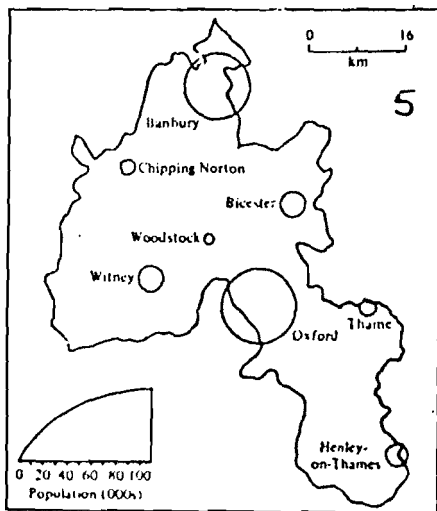 0 16
km
5
Banbury
Chipping Norton
Bicester
Woodstock
Witney
Oxford
Thame
Henley-
on-Thames
0 20 40 60 80 100
Population (000s)